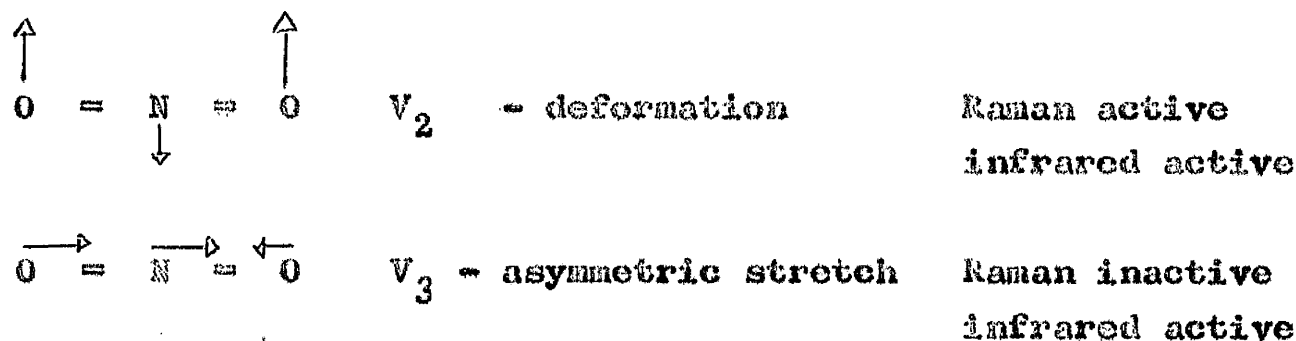 O = N = O V₂ - deformation Raman active
infrared active
O = N = O V₃ - asymmetric stretch Raman inactive
infrared active